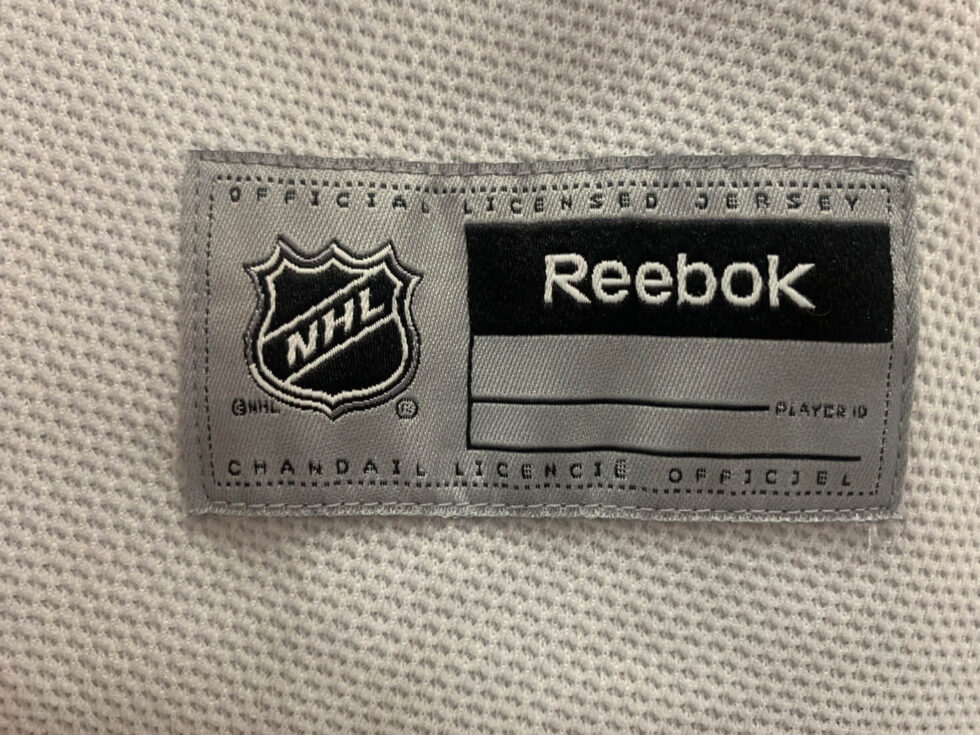 OFFICIAL LICENSED JERSEY
NHL
Reebok
©NHL.
®
PLAYER ID
CHANDAIL LICENCIÉ OFFICIEL